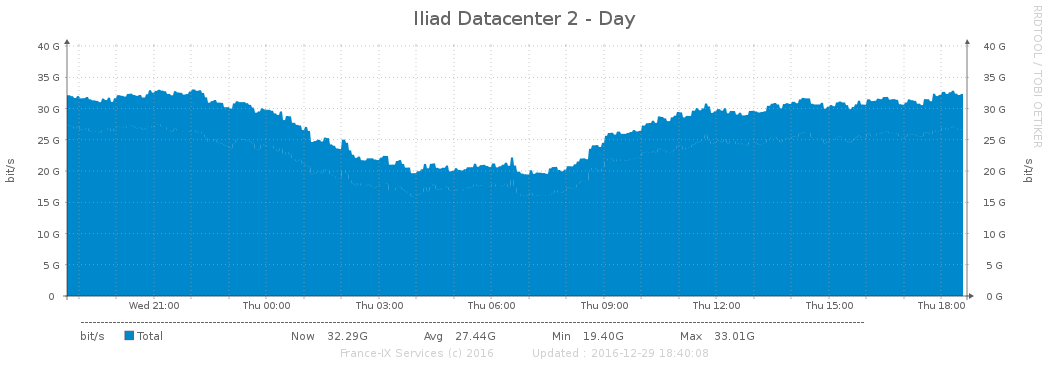 Iliad Datacenter 2 - Day
RRDTOOL / TOBI OETIKER
bit/s
40 G 40 G
35 G 35 G
30 G 30 G
25 G 25 G
20 G 20 G
15 G 15 G
10 G 10 G
5 G 5 G
0 0 G
bit/s
Wed 21:00 Thu 00:00 Thu 03:00 Thu 06:00 Thu 09:00 Thu 12:00 Thu 15:00 Thu 18:00
bit/s Total Now 32.29G Avg 27.44G Min 19.40G Max 33.01G
France-IX Services (c) 2016 Updated : 2016-12-29 18:40:08